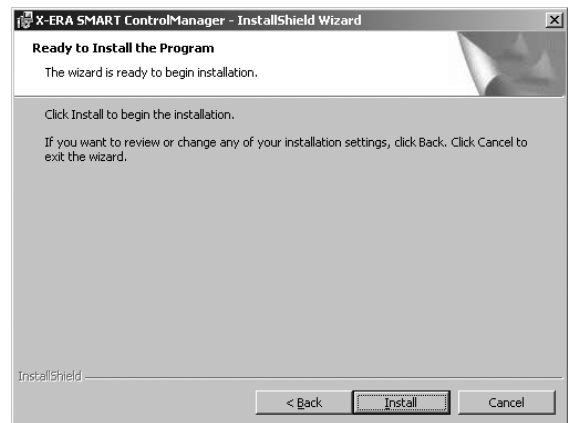 X-ERA SMART ControlManager - InstallShield Wizard
Ready to Install the Program
The wizard is ready to begin installation.
Click Install to begin the installation.
If you want to review or change any of your installation settings, click Back. Click Cancel to
exit the wizard.
InstallShield
< Back
Install
Cancel